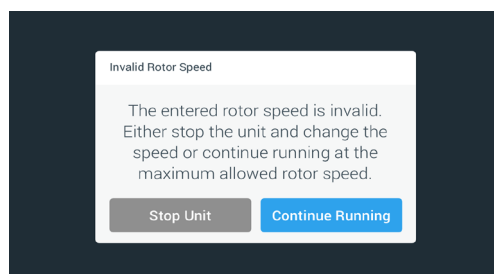 Invalid Rotor Speed
The entered rotor speed is invalid.
Either stop the unit and change the
speed or continue running at the
maximum allowed rotor speed.
Stop Unit
Continue Running